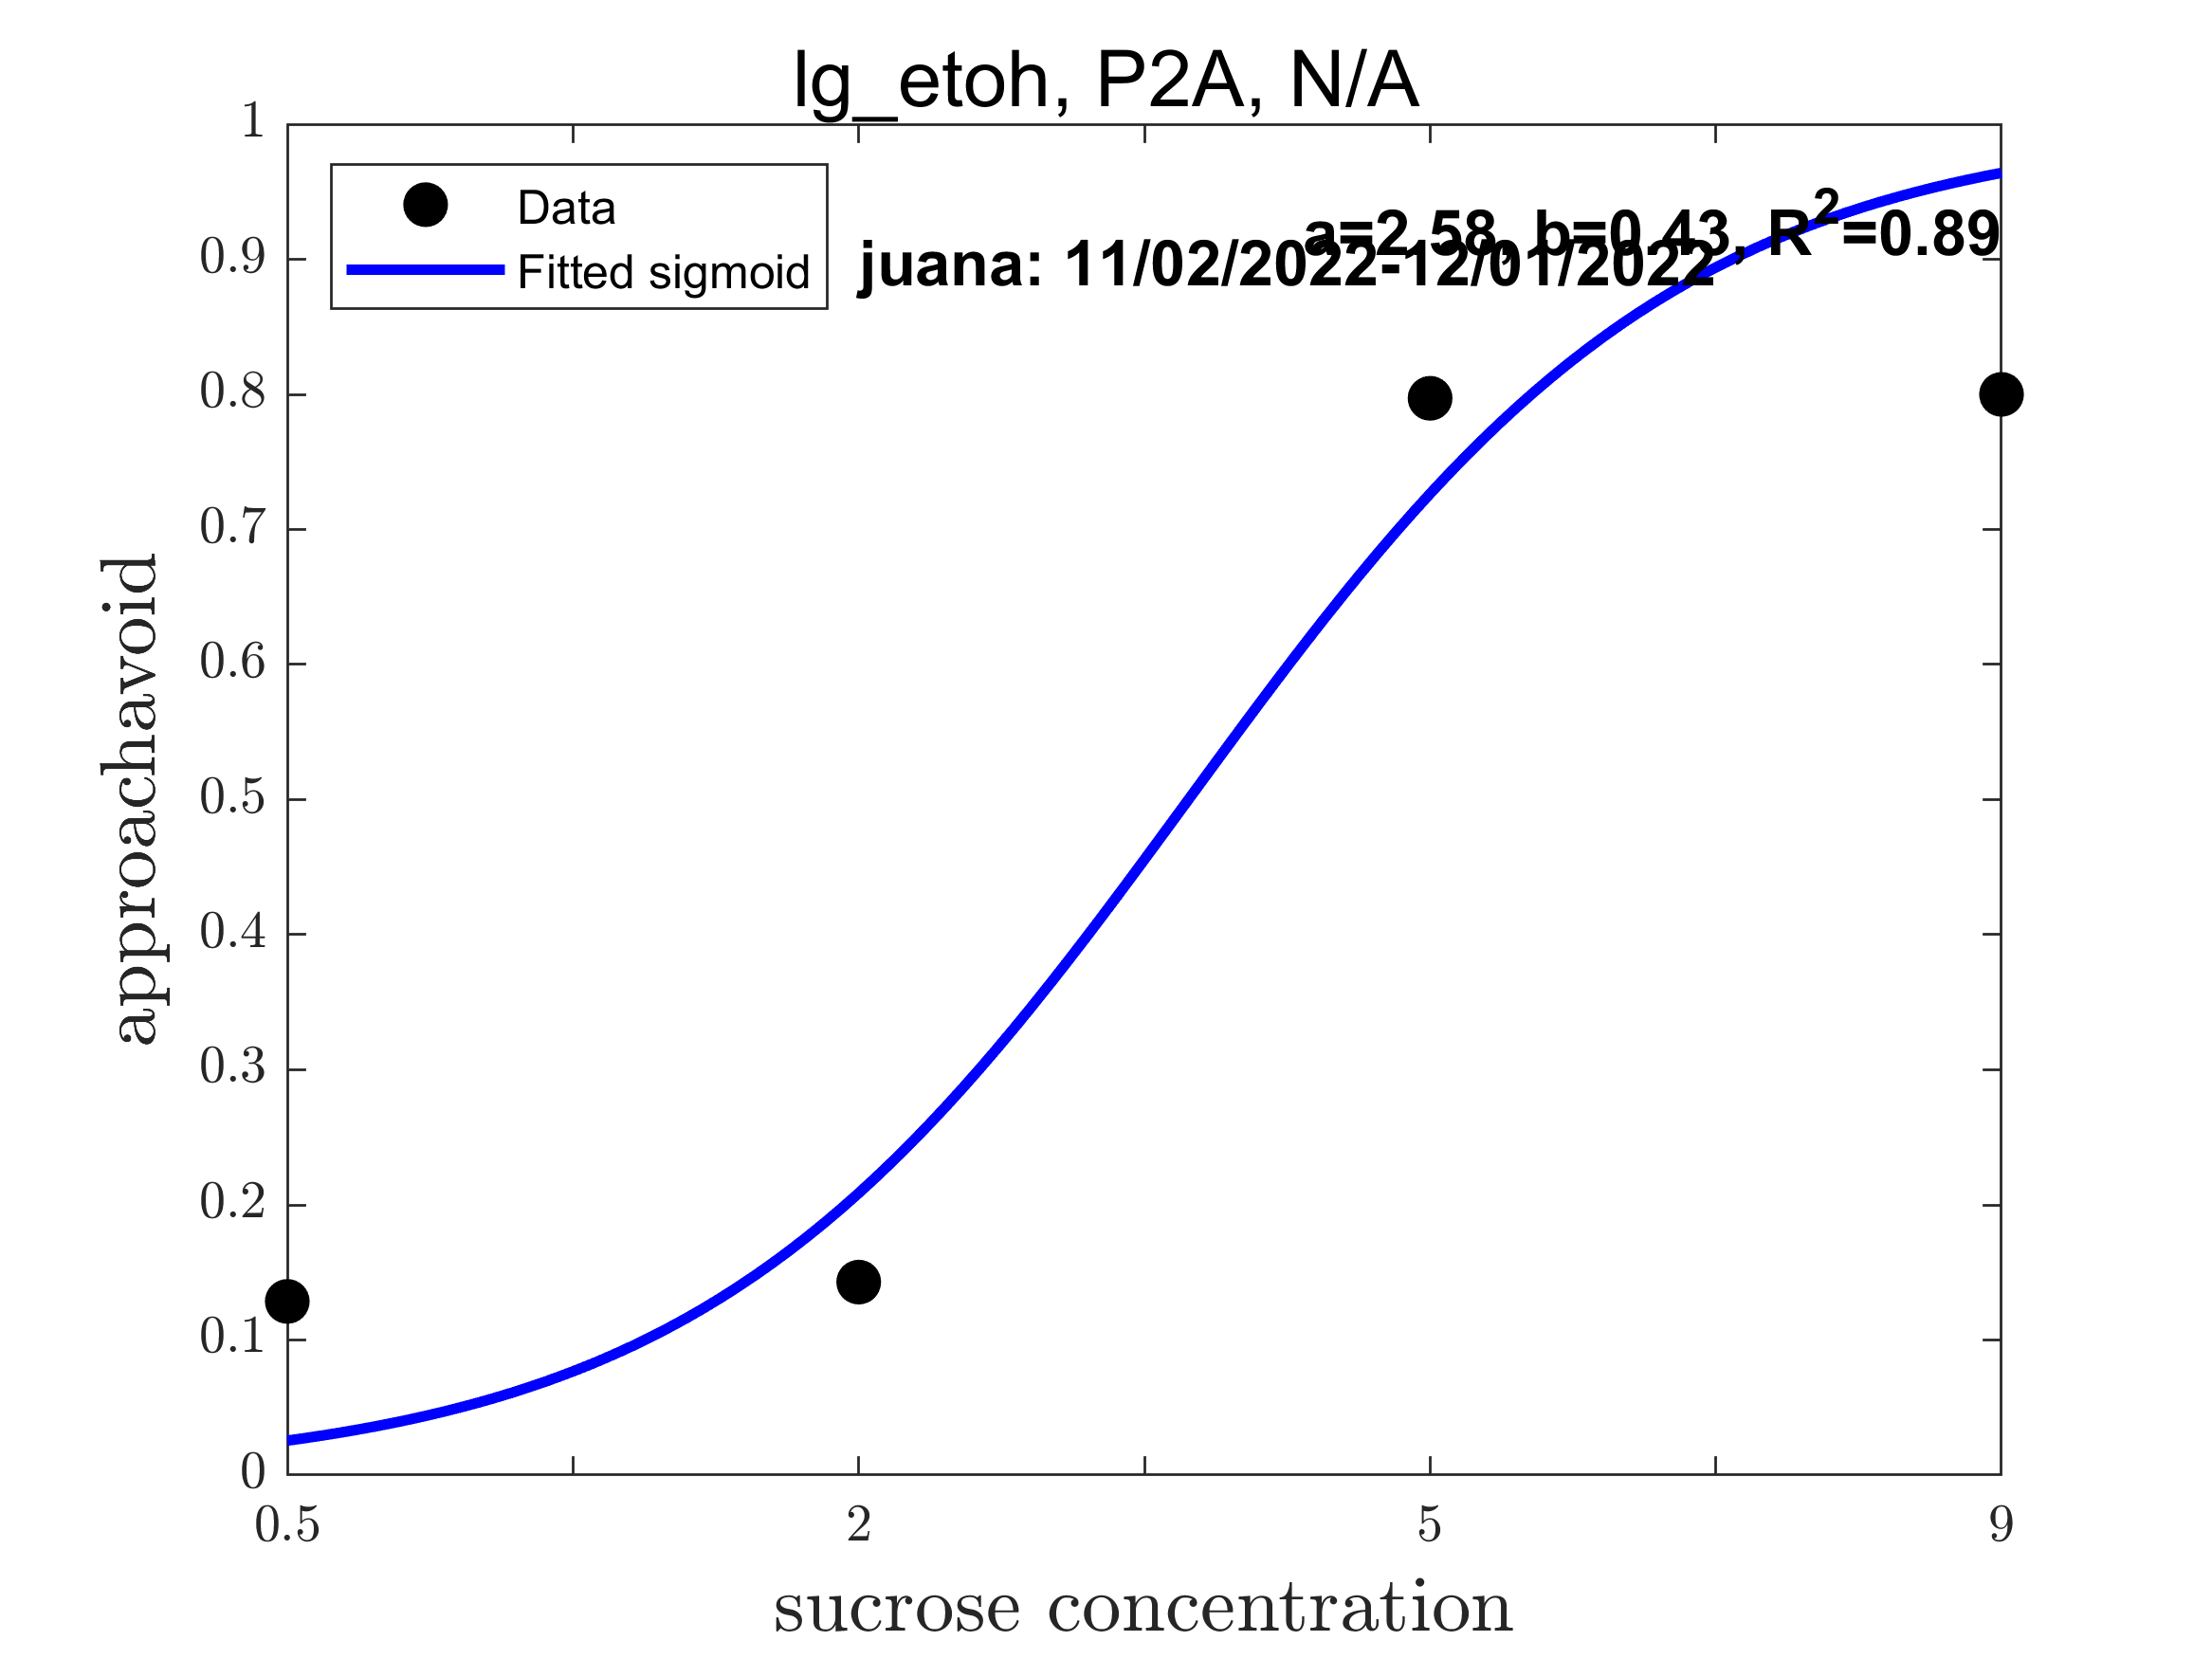 lg_etoh, P2A, N/A
1
0.9
0.8
0.7
0.6
0.5
0.4
0.3
0.2
0.1
0
approachavoid
Data
Fitted sigmoid
a=2.58, b=0.43, R²=0.89
juana: 11/02/2022-12/01/2022
0.5 2 5 9
sucrose concentration